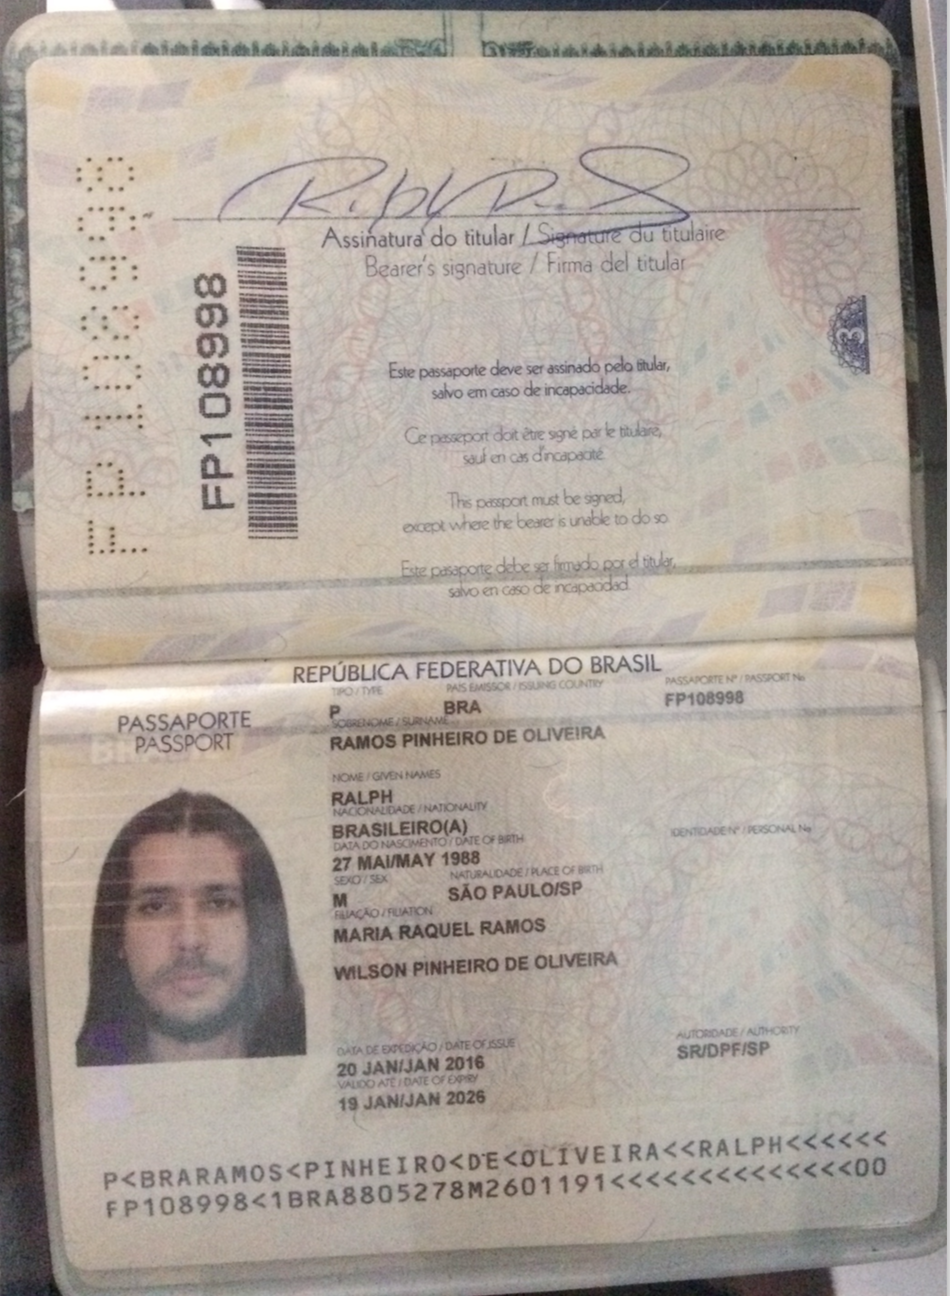 FP108998
FP108998
Assinatura do titular / Signature du titulaire
Bearer's signature / Firma del titular
3
Este passaporte deve ser assinado pelo titular,
salvo em caso de incapacidade.
Ce passeport doit être signé par le titulaire,
sauf en cas d'incapacité.
This passport must be signed,
except where the bearer is unable to do so.
Este pasaporte debe ser firmado por el titular,
salvo en caso de incapacidad.
REPÚBLICA FEDERATIVA DO BRASIL
PASSAPORTE
PASSPORT
TIPO / TYPE PAÍS EMISSOR / ISSUING COUNTRY PASSAPORTE Nº / PASSPORT No
P BRA FP108998
SOBRENOME / SURNAME
RAMOS PINHEIRO DE OLIVEIRA
NOME / GIVEN NAMES
RALPH
NACIONALIDADE / NATIONALITY
BRASILEIRO(A)
IDENTIDADE Nº / PERSONAL No
DATA DO NASCIMENTO / DATE OF BIRTH
27 MAI/MAY 1988
SEXO / SEX NATURALIDADE / PLACE OF BIRTH
M SÃO PAULO/SP
FILIAÇÃO / FILIATION
MARIA RAQUEL RAMOS
WILSON PINHEIRO DE OLIVEIRA
DATA DE EXPEDIÇÃO / DATE OF ISSUE AUTORIDADE / AUTHORITY
20 JAN/JAN 2016 SR/DPF/SP
VÁLIDO ATÉ / DATE OF EXPIRY
19 JAN/JAN 2026
P<BRARAMOS<PINHEIRO<DE<OLIVEIRA<<RALPH<<<<<<
FP108998<1BRA8805278M2601191<<<<<<<<<<<<<<00